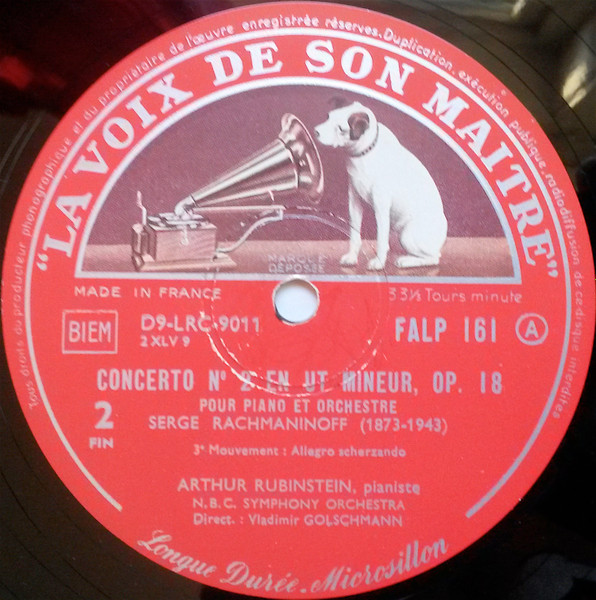 Tous droits du producteur phonographique et du propriétaire de l'œuvre enregistrée réservés. Duplication, exécution publique, radiodiffusion de ce disque interdites
"LA VOIX DE SON MAITRE"
MARQUE
DÉPOSÉE
MADE IN FRANCE
33⅓ Tours minute
BIEM
D9-LRC-9011
2 XLV 9
FALP 161
A
CONCERTO Nº 2 EN UT MINEUR, OP. 18
POUR PIANO ET ORCHESTRE
2
FIN
SERGE RACHMANINOFF (1873-1943)
3e Mouvement : Allegro scherzando
ARTHUR RUBINSTEIN, pianiste
N.B.C. SYMPHONY ORCHESTRA
Direct. : Vladimir GOLSCHMANN
Longue Durée. Microsillon